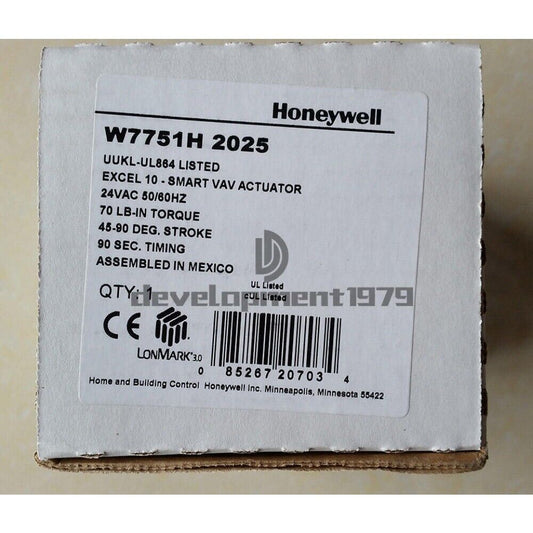 Honeywell
W7751H 2025
UUKL-UL864 LISTED
EXCEL 10 - SMART VAV ACTUATOR
24VAC 50/60HZ
70 LB-IN TORQUE
45-90 DEG. STROKE
90 SEC. TIMING
ASSEMBLED IN MEXICO
QTY: 1
UL Listed
cUL Listed
development1979
CE
LONMARK® 3.0
0 85267 20703 4
Home and Building Control Honeywell Inc. Minneapolis, Minnesota 55422